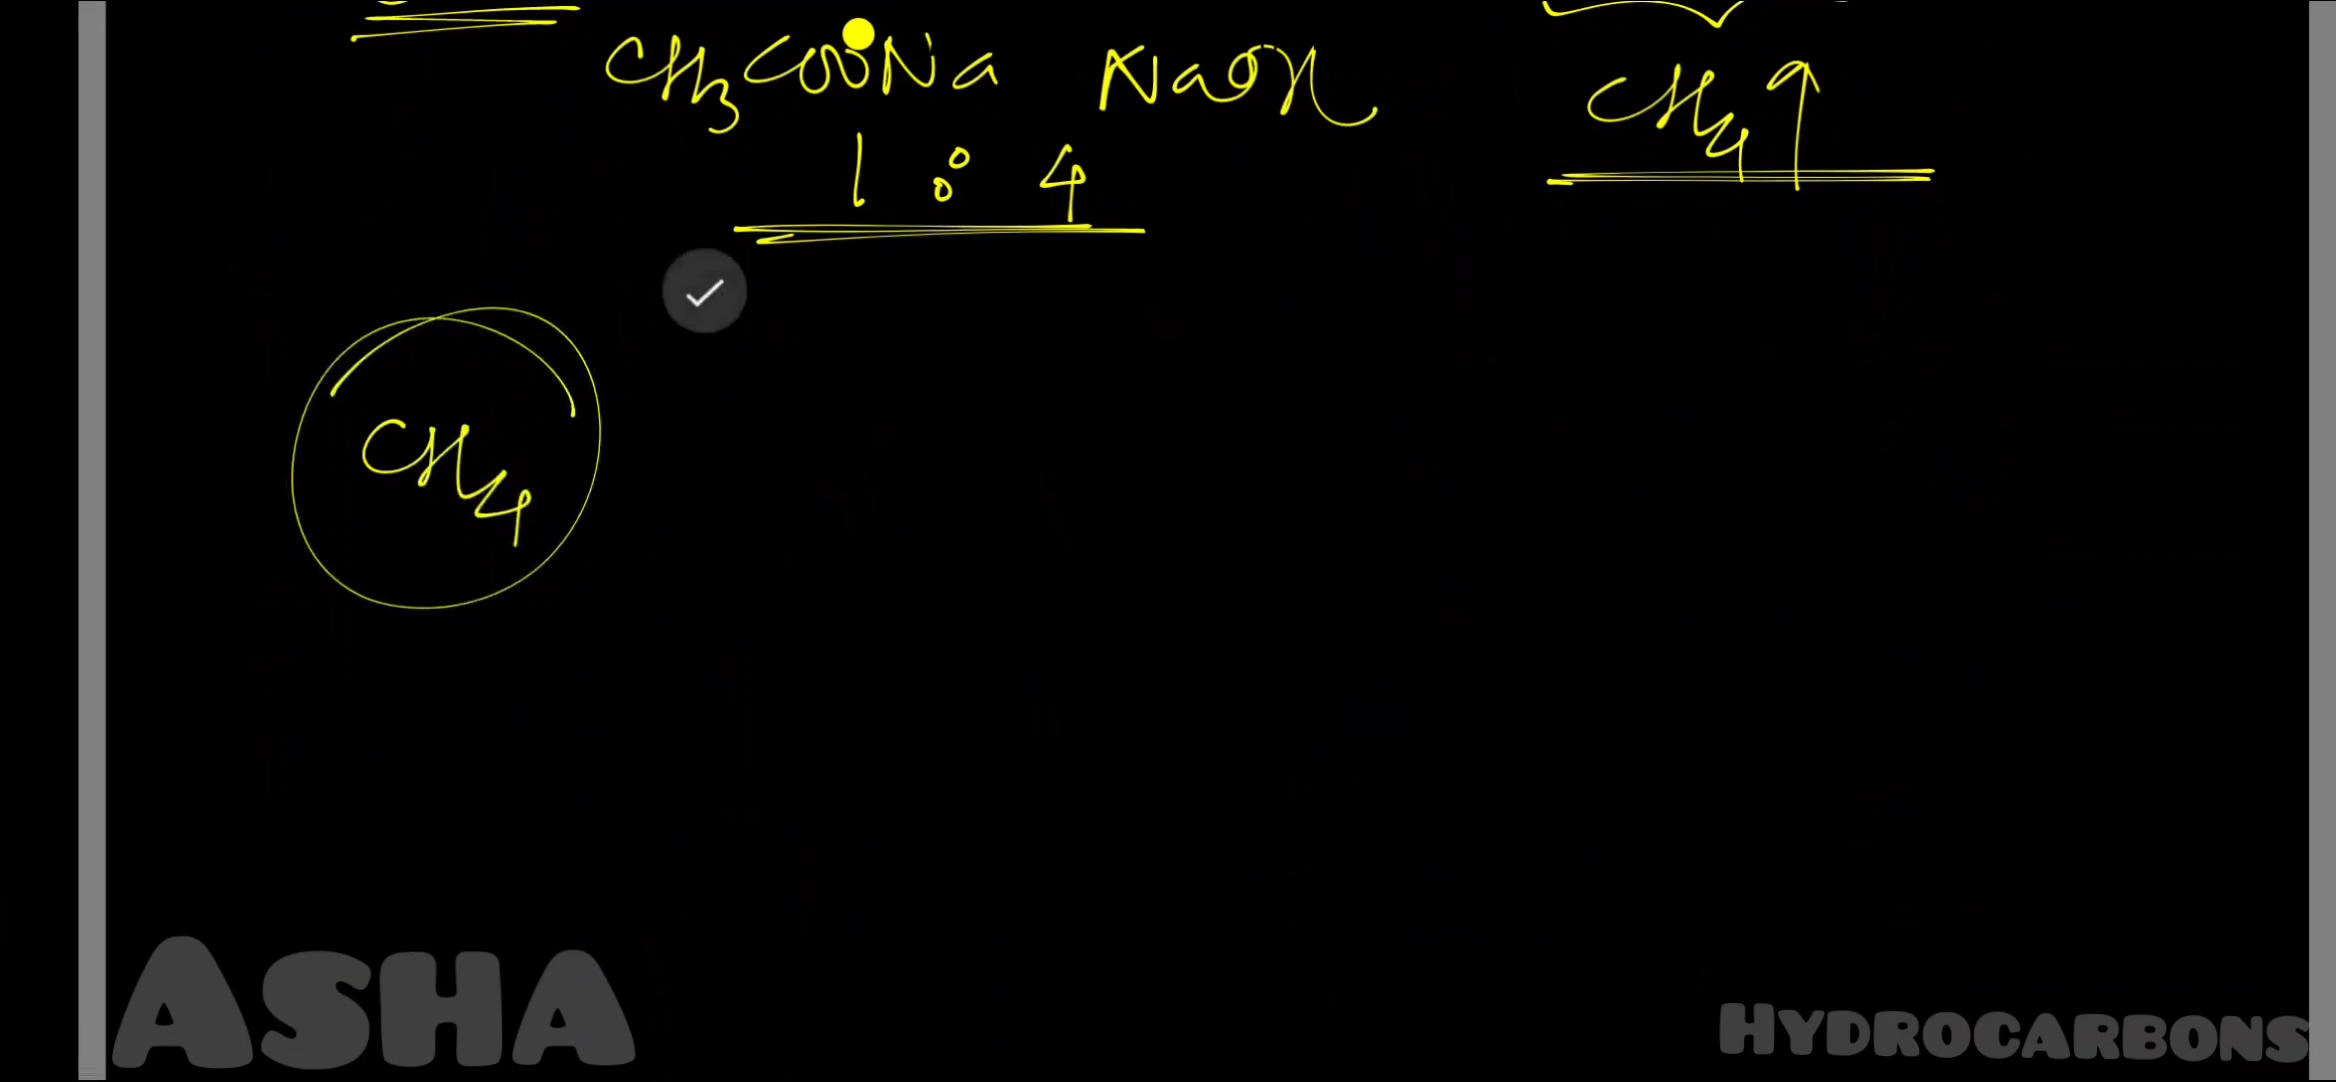 CH3COONa NaOH CH4↑
1 : 4
CH4
ASHA
HYDROCARBONS